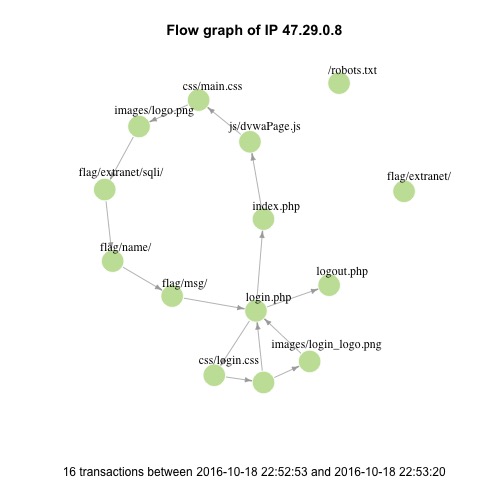 Flow graph of IP 47.29.0.8
/robots.txt
css/main.css
images/logo.png
js/dvwaPage.js
flag/extranet/sqli/
flag/extranet/
index.php
flag/name/
logout.php
flag/msg/
login.php
images/login_logo.png
css/login.css
16 transactions between 2016-10-18 22:52:53 and 2016-10-18 22:53:20